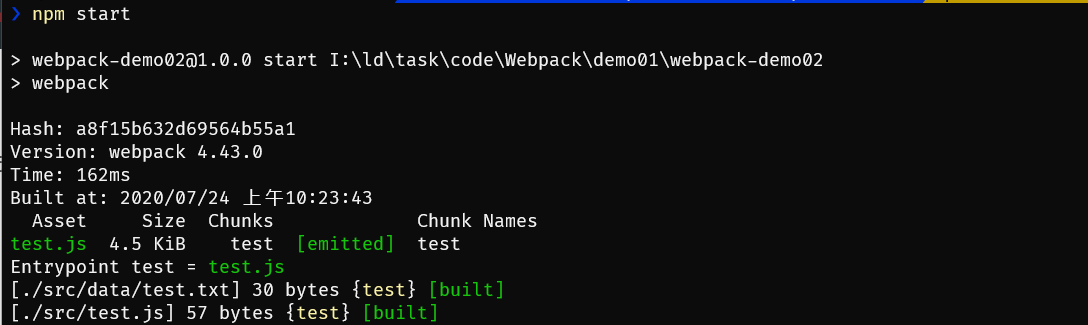 ❯ npm start
> webpack-demo02@1.0.0 start I:\ld\task\code\Webpack\demo01\webpack-demo02
> webpack
Hash: a8f15b632d69564b55a1
Version: webpack 4.43.0
Time: 162ms
Built at: 2020/07/24 上午10:23:43
  Asset     Size  Chunks             Chunk Names
test.js  4.5 KiB    test  [emitted]  test
Entrypoint test = test.js
[./src/data/test.txt] 30 bytes {test} [built]
[./src/test.js] 57 bytes {test} [built]